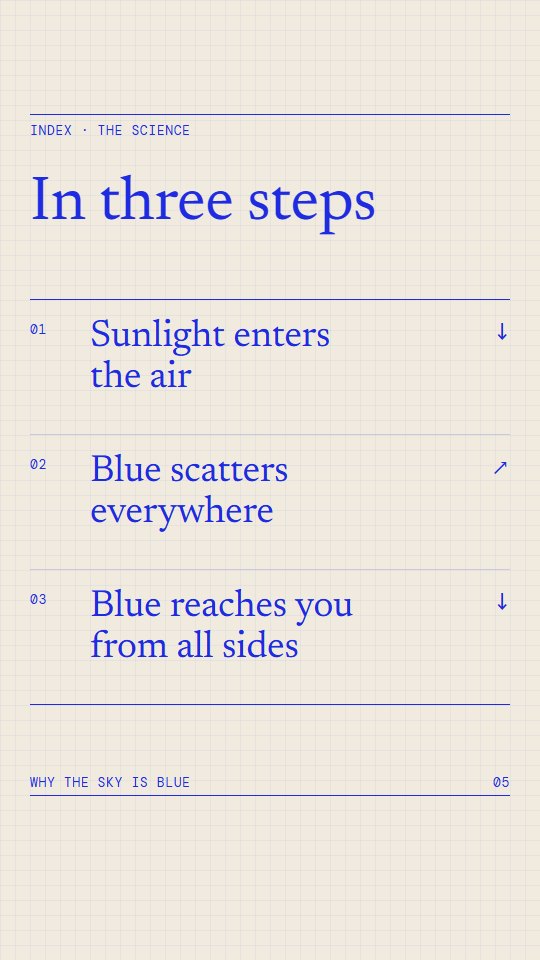 INDEX · THE SCIENCE
In three steps
01 Sunlight enters ↓
the air
02 Blue scatters ↗
everywhere
03 Blue reaches you ↓
from all sides
WHY THE SKY IS BLUE 05